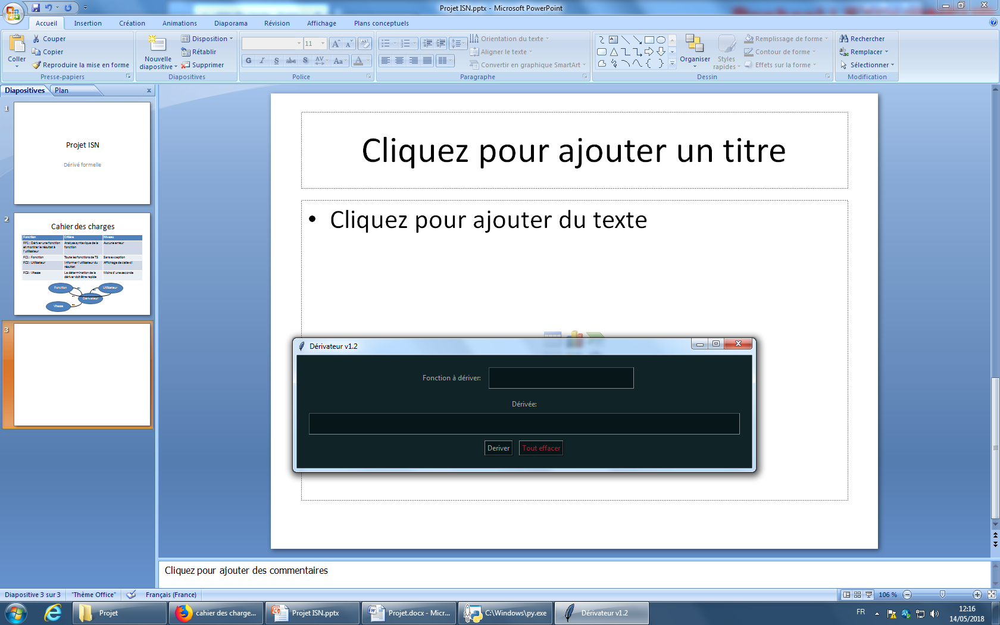 Projet ISN.pptx - Microsoft PowerPoint
Accueil Insertion Création Animations Diaporama Révision Affichage Plans conceptuels
Coller
Couper
Copier
Reproduire la mise en forme
Presse-papiers
Nouvelle
diapositive
Disposition
Rétablir
Supprimer
Diapositives
11
G I S abc S AV Aa A
Police
Orientation du texte
Aligner le texte
Convertir en graphique SmartArt
Paragraphe
Organiser
Styles
rapides
Remplissage de forme
Contour de forme
Effets sur la forme
Dessin
Rechercher
Remplacer
Sélectionner
Modification
Diapositives Plan x
1
Projet ISN
Dérivé formelle
2
Cahier des charges
Fonction Critère Niveau
FP1 : Dériver une fonction et montrer le résultat à l'utilisateur Analyse syntaxique de la fonction Aucune erreur
FC1 : Fonction Toute les fonctions de TS Sans exception
FC2 : Utilisateur Informer l'utilisateur du résultat Affichage de celle-ci
FC3 : Vitesse La détermination de la dériver doit être rapide Moins d'une seconde
Fonction
Utilisateur
Dérivateur
Vitesse
3
Cliquez pour ajouter un titre
• Cliquez pour ajouter du texte
Dérivateur v1.2
Fonction à dériver:
Dérivée:
Deriver Tout effacer
Cliquez pour ajouter des commentaires
Diapositive 3 sur 3 "Thème Office" Français (France) 106 %
Projet
cahier des charge...
Projet ISN.pptx
Projet.docx - Micr...
C:\Windows\py.exe
Dérivateur v1.2
FR
12:16
14/05/2018